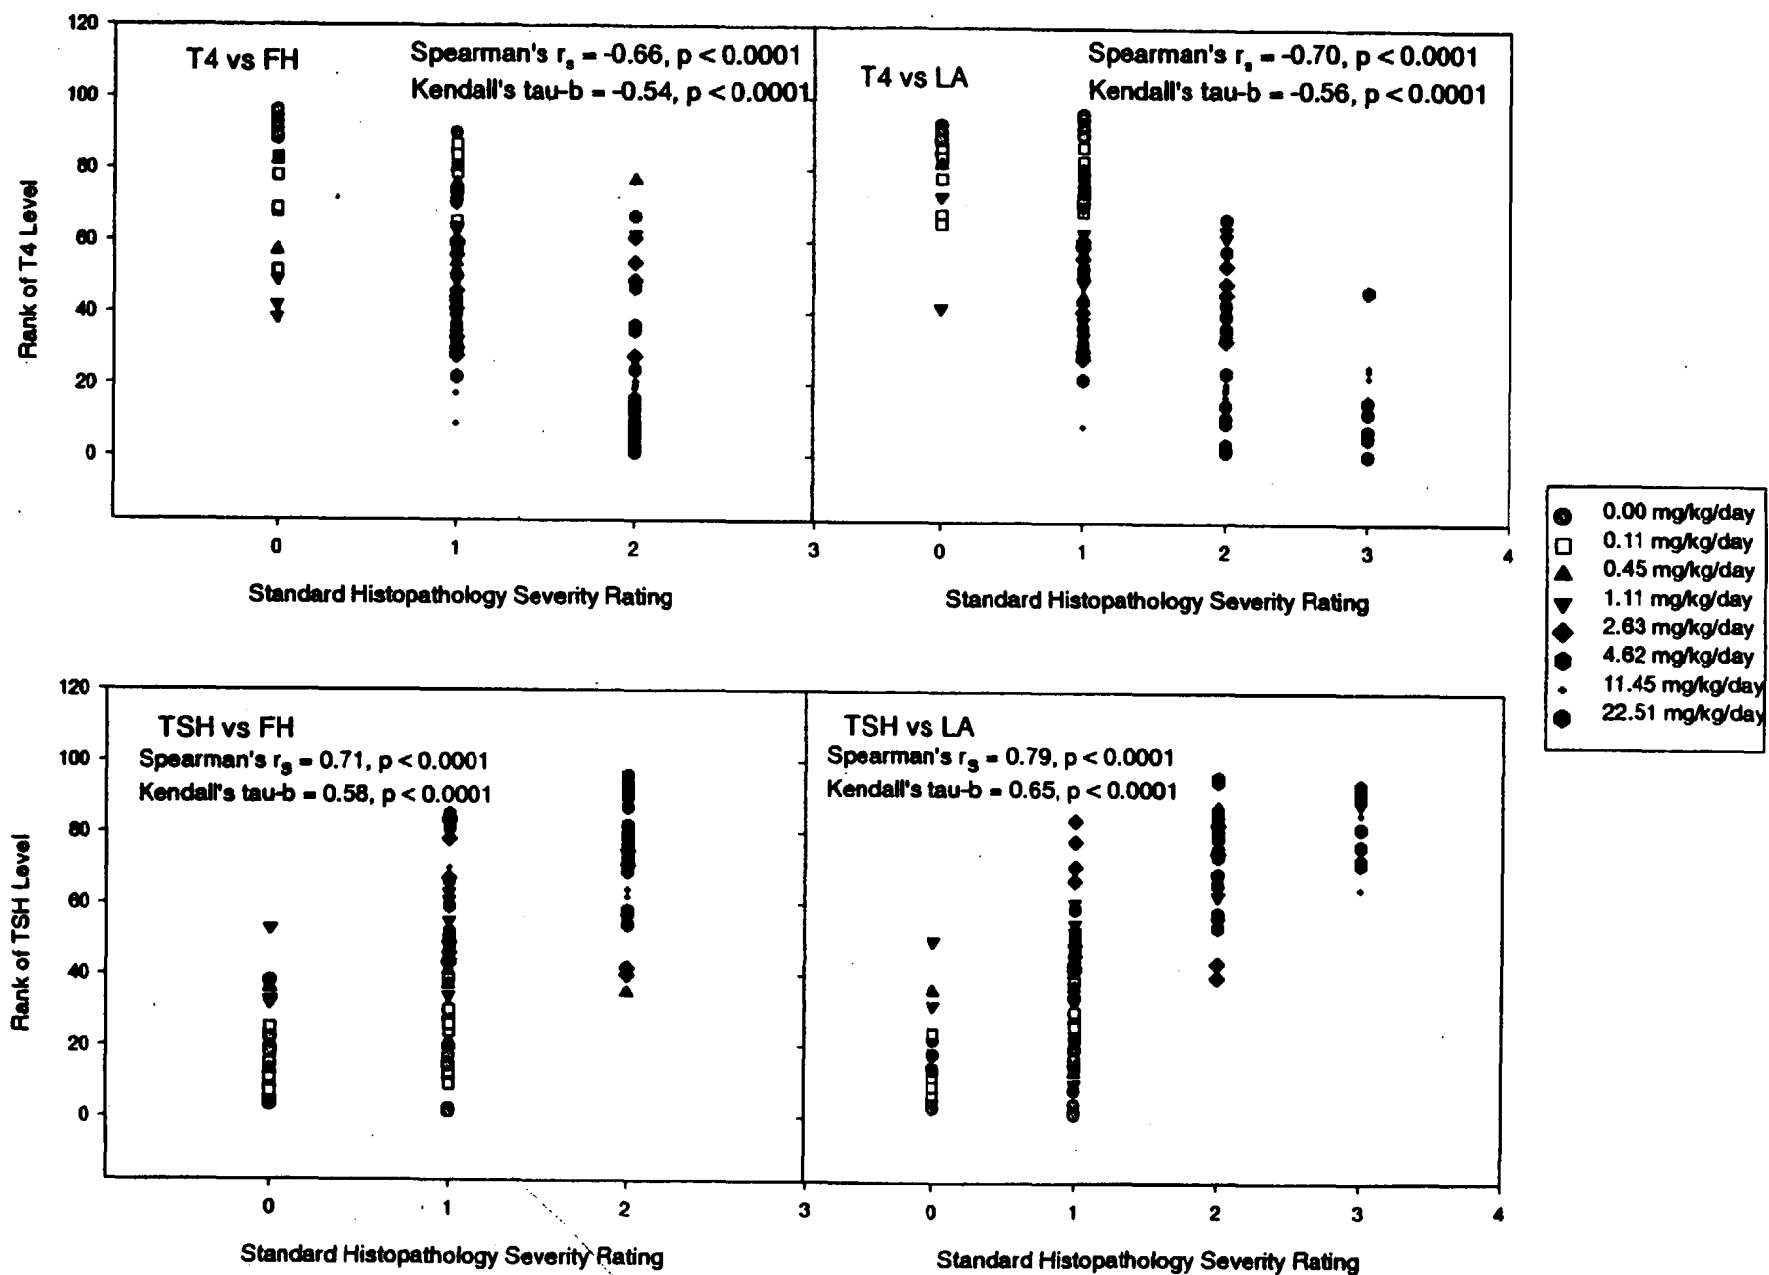 T4 vs FH
Spearman's rs = -0.66, p < 0.0001
Kendall's tau-b = -0.54, p < 0.0001
T4 vs LA
Spearman's rs = -0.70, p < 0.0001
Kendall's tau-b = -0.56, p < 0.0001
120
100
80
60
40
20
0
Rank of T4 Level
0 1 2 3
Standard Histopathology Severity Rating
0 1 2 3 4
Standard Histopathology Severity Rating
0.00 mg/kg/day
0.11 mg/kg/day
0.45 mg/kg/day
1.11 mg/kg/day
2.63 mg/kg/day
4.62 mg/kg/day
11.45 mg/kg/day
22.51 mg/kg/day
TSH vs FH
Spearman's rs = 0.71, p < 0.0001
Kendall's tau-b = 0.58, p < 0.0001
TSH vs LA
Spearman's rs = 0.79, p < 0.0001
Kendall's tau-b = 0.65, p < 0.0001
120
100
80
60
40
20
0
Rank of TSH Level
0 1 2 3
Standard Histopathology Severity Rating
0 1 2 3 4
Standard Histopathology Severity Rating